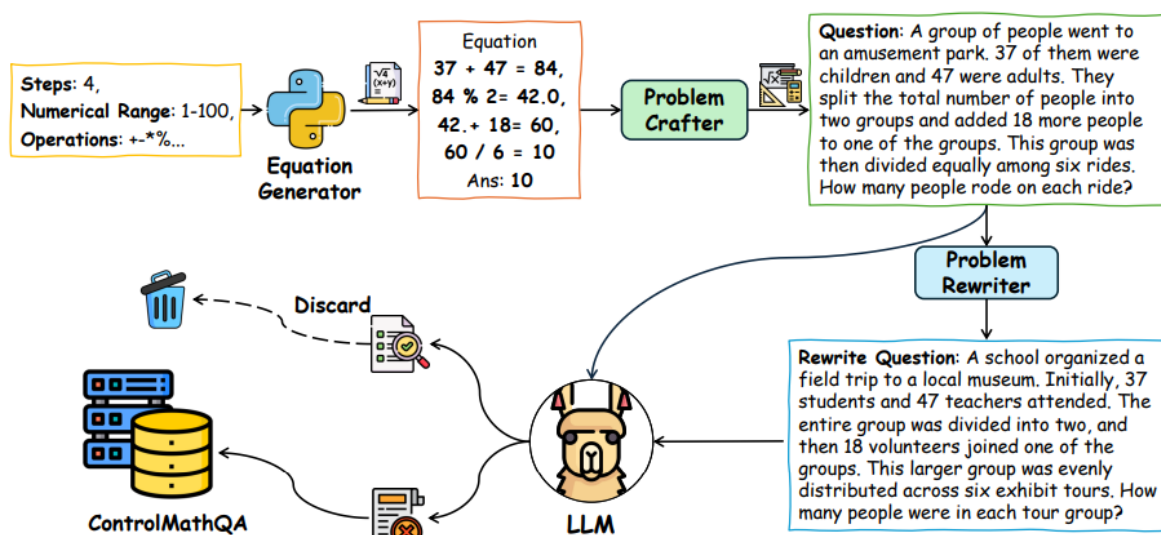 Steps: 4,
Numerical Range: 1-100,
Operations: +-*%...
Equation
Generator
√4
(x+y)
Equation
37 + 47 = 84,
84 % 2= 42.0,
42.+ 18= 60,
60 / 6 = 10
Ans: 10
Problem
Crafter
√x
Question: A group of people went to
an amusement park. 37 of them were
children and 47 were adults. They
split the total number of people into
two groups and added 18 more people
to one of the groups. This group was
then divided equally among six rides.
How many people rode on each ride?
Problem
Rewriter
Rewrite Question: A school organized a
field trip to a local museum. Initially, 37
students and 47 teachers attended. The
entire group was divided into two, and
then 18 volunteers joined one of the
groups. This larger group was evenly
distributed across six exhibit tours. How
many people were in each tour group?
LLM
Discard
ControlMathQA